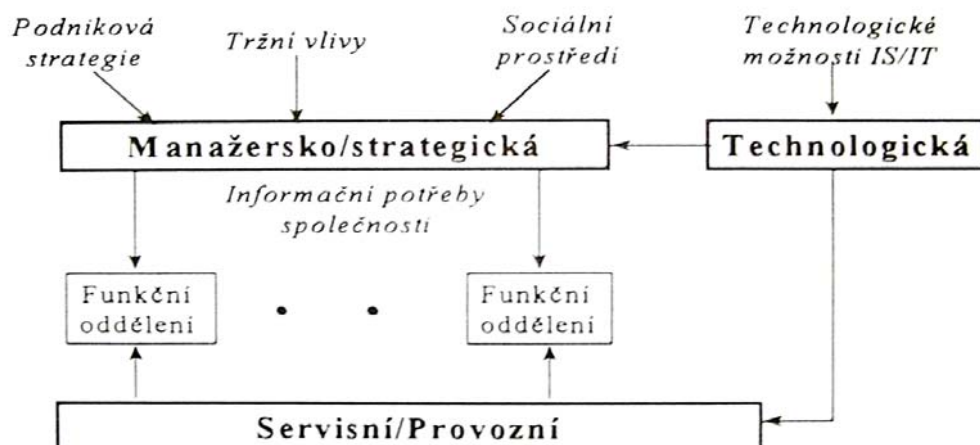 Podniková
strategie
Tržní vlivy
Sociální
prostředí
Technologické
možnosti IS/IT
Manažersko/strategická
Technologická
Informační potřeby
společnosti
Funkční
oddělení
Funkční
oddělení
Servisní/Provozní